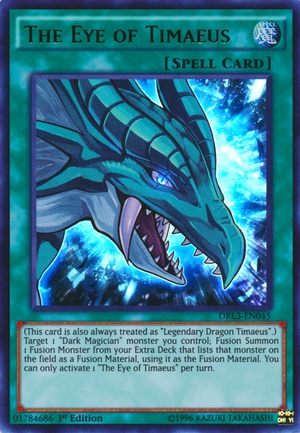 The Eye of Timaeus
[Spell Card]
DRL3-EN045
(This card is also always treated as "Legendary Dragon Timaeus".)
Target 1 "Dark Magician" monster you control; Fusion Summon
1 Fusion Monster from your Extra Deck that lists that monster on
the field as a Fusion Material, using it as the Fusion Material. You
can only activate 1 "The Eye of Timaeus" per turn.
01784686 1st Edition ©1996 KAZUKI TAKAHASHI